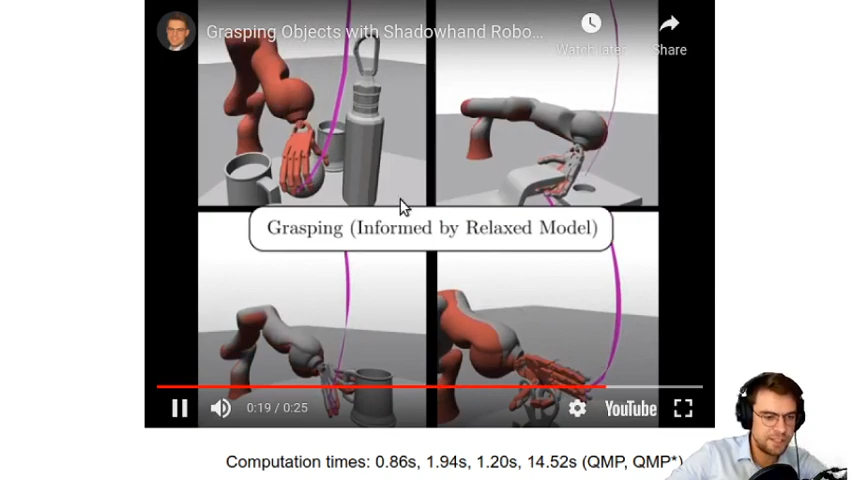 Grasping Objects with Shadowhand Robo...
Watch later
Share
Grasping (Informed by Relaxed Model)
0:19 / 0:25
YouTube
Computation times: 0.86s, 1.94s, 1.20s, 14.52s (QMP, QMP*)